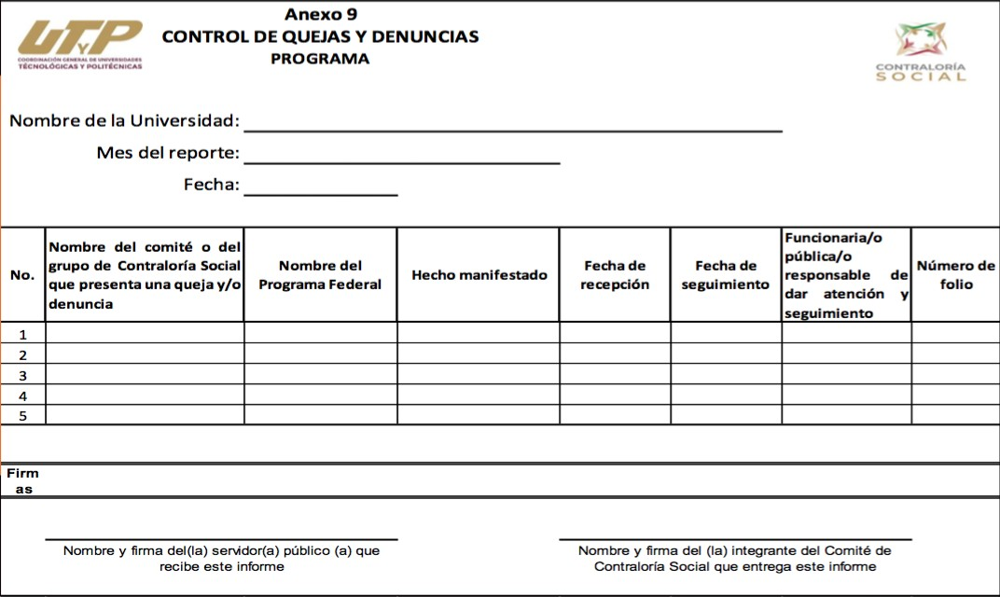 Anexo 9
UTyP
COORDINACIÓN GENERAL DE UNIVERSIDADES
TECNOLÓGICAS Y POLITÉCNICAS
CONTROL DE QUEJAS Y DENUNCIAS
PROGRAMA
CONTRALORÍA
SOCIAL
Nombre de la Universidad:
Mes del reporte:
Fecha:
No.
Nombre del comité o del
grupo de Contraloría Social
que presenta una queja y/o
denuncia
Nombre del
Programa Federal
Hecho manifestado
Fecha de
recepción
Fecha de
seguimiento
Funcionaria/o
pública/o
responsable de
dar atención y
seguimiento
Número de
folio
1
2
3
4
5
Firm
as
Nombre y firma del(la) servidor(a) público (a) que
recibe este informe
Nombre y firma del (la) integrante del Comité de
Contraloría Social que entrega este informe